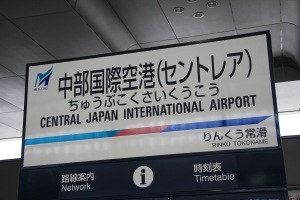 MEITETSU
中部国際空港(セントレア)
ちゅうぶこくさいくうこう
CENTRAL JAPAN INTERNATIONAL AIRPORT
りんくう常滑
RINKŪ TOKONAME
路線案内
Network
i
時刻表
Timetable